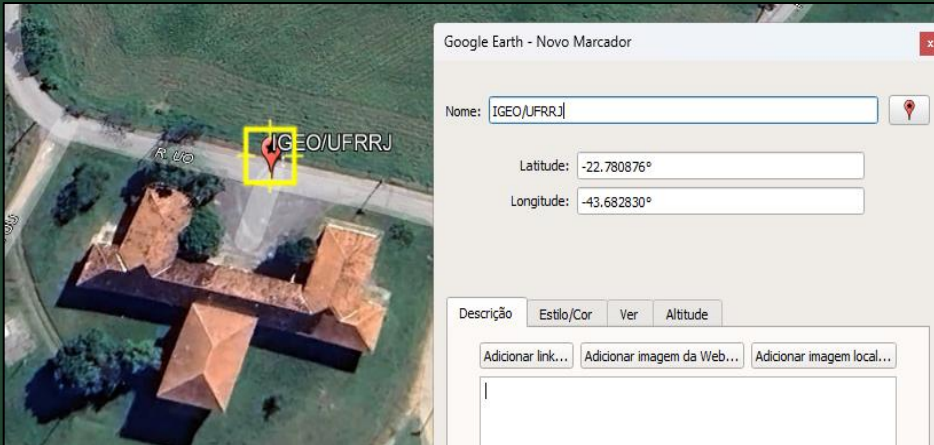 Google Earth - Novo Marcador
x
Nome: IGEO/UFRRJ
Latitude: -22.780876°
Longitude: -43.682830°
IGEO/UFRRJ
R. UO
Descrição Estilo/Cor Ver Altitude
Adicionar link... Adicionar imagem da Web... Adicionar imagem local...